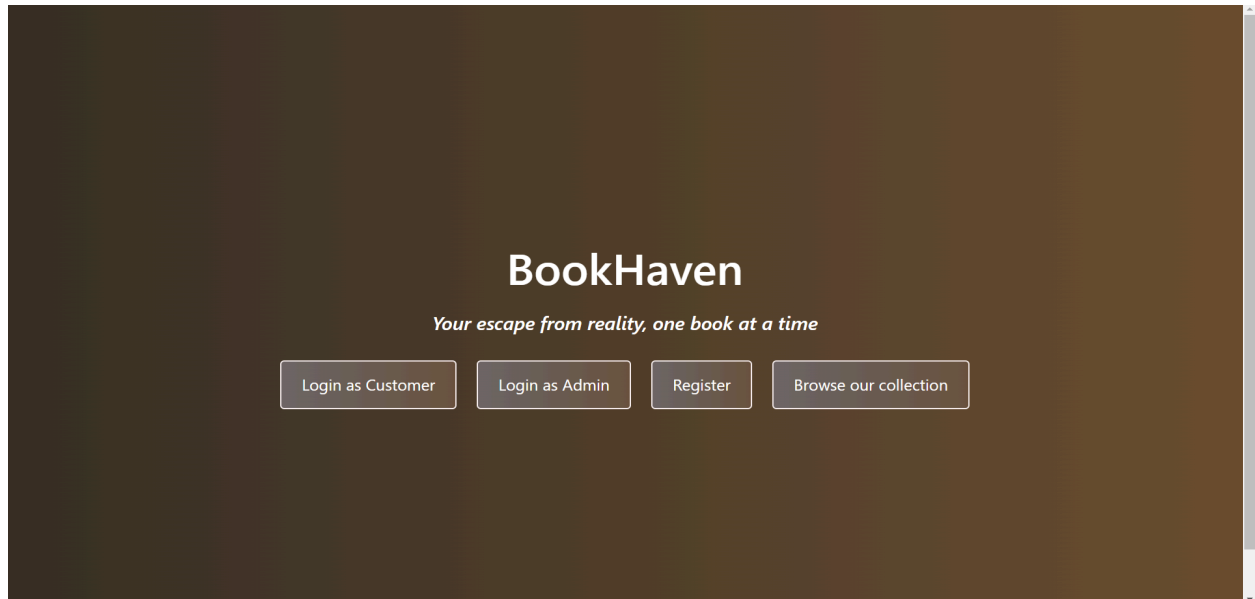 BookHaven
Your escape from reality, one book at a time
Login as Customer Login as Admin Register Browse our collection